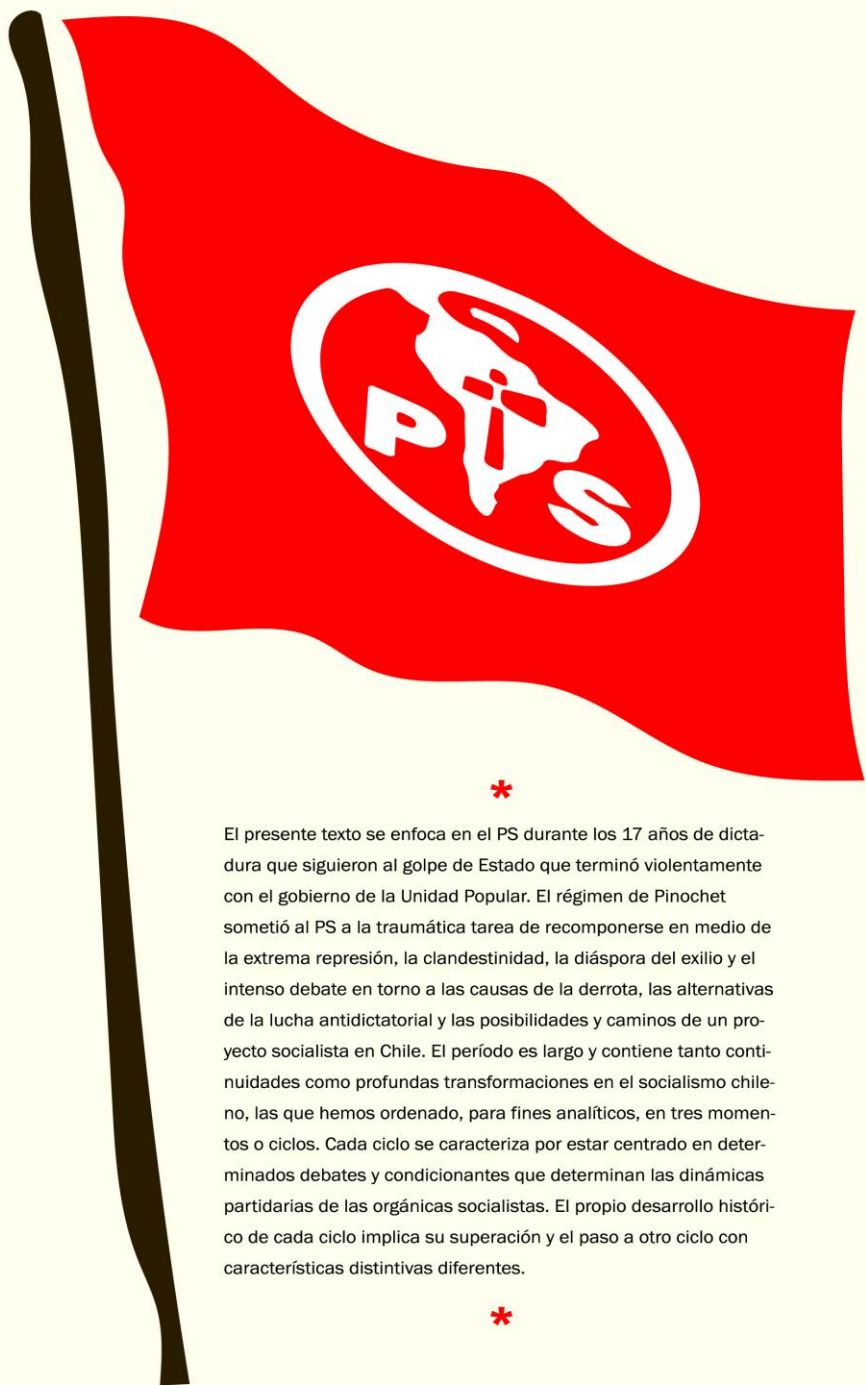 P S
*
El presente texto se enfoca en el PS durante los 17 años de dicta-
dura que siguieron al golpe de Estado que terminó violentamente
con el gobierno de la Unidad Popular. El régimen de Pinochet
sometió al PS a la traumática tarea de recomponerse en medio de
la extrema represión, la clandestinidad, la diáspora del exilio y el
intenso debate en torno a las causas de la derrota, las alternativas
de la lucha antidictatorial y las posibilidades y caminos de un pro-
yecto socialista en Chile. El período es largo y contiene tanto conti-
nuidades como profundas transformaciones en el socialismo chile-
no, las que hemos ordenado, para fines analíticos, en tres momen-
tos o ciclos. Cada ciclo se caracteriza por estar centrado en deter-
minados debates y condicionantes que determinan las dinámicas
partidarias de las orgánicas socialistas. El propio desarrollo históri-
co de cada ciclo implica su superación y el paso a otro ciclo con
características distintivas diferentes.
*